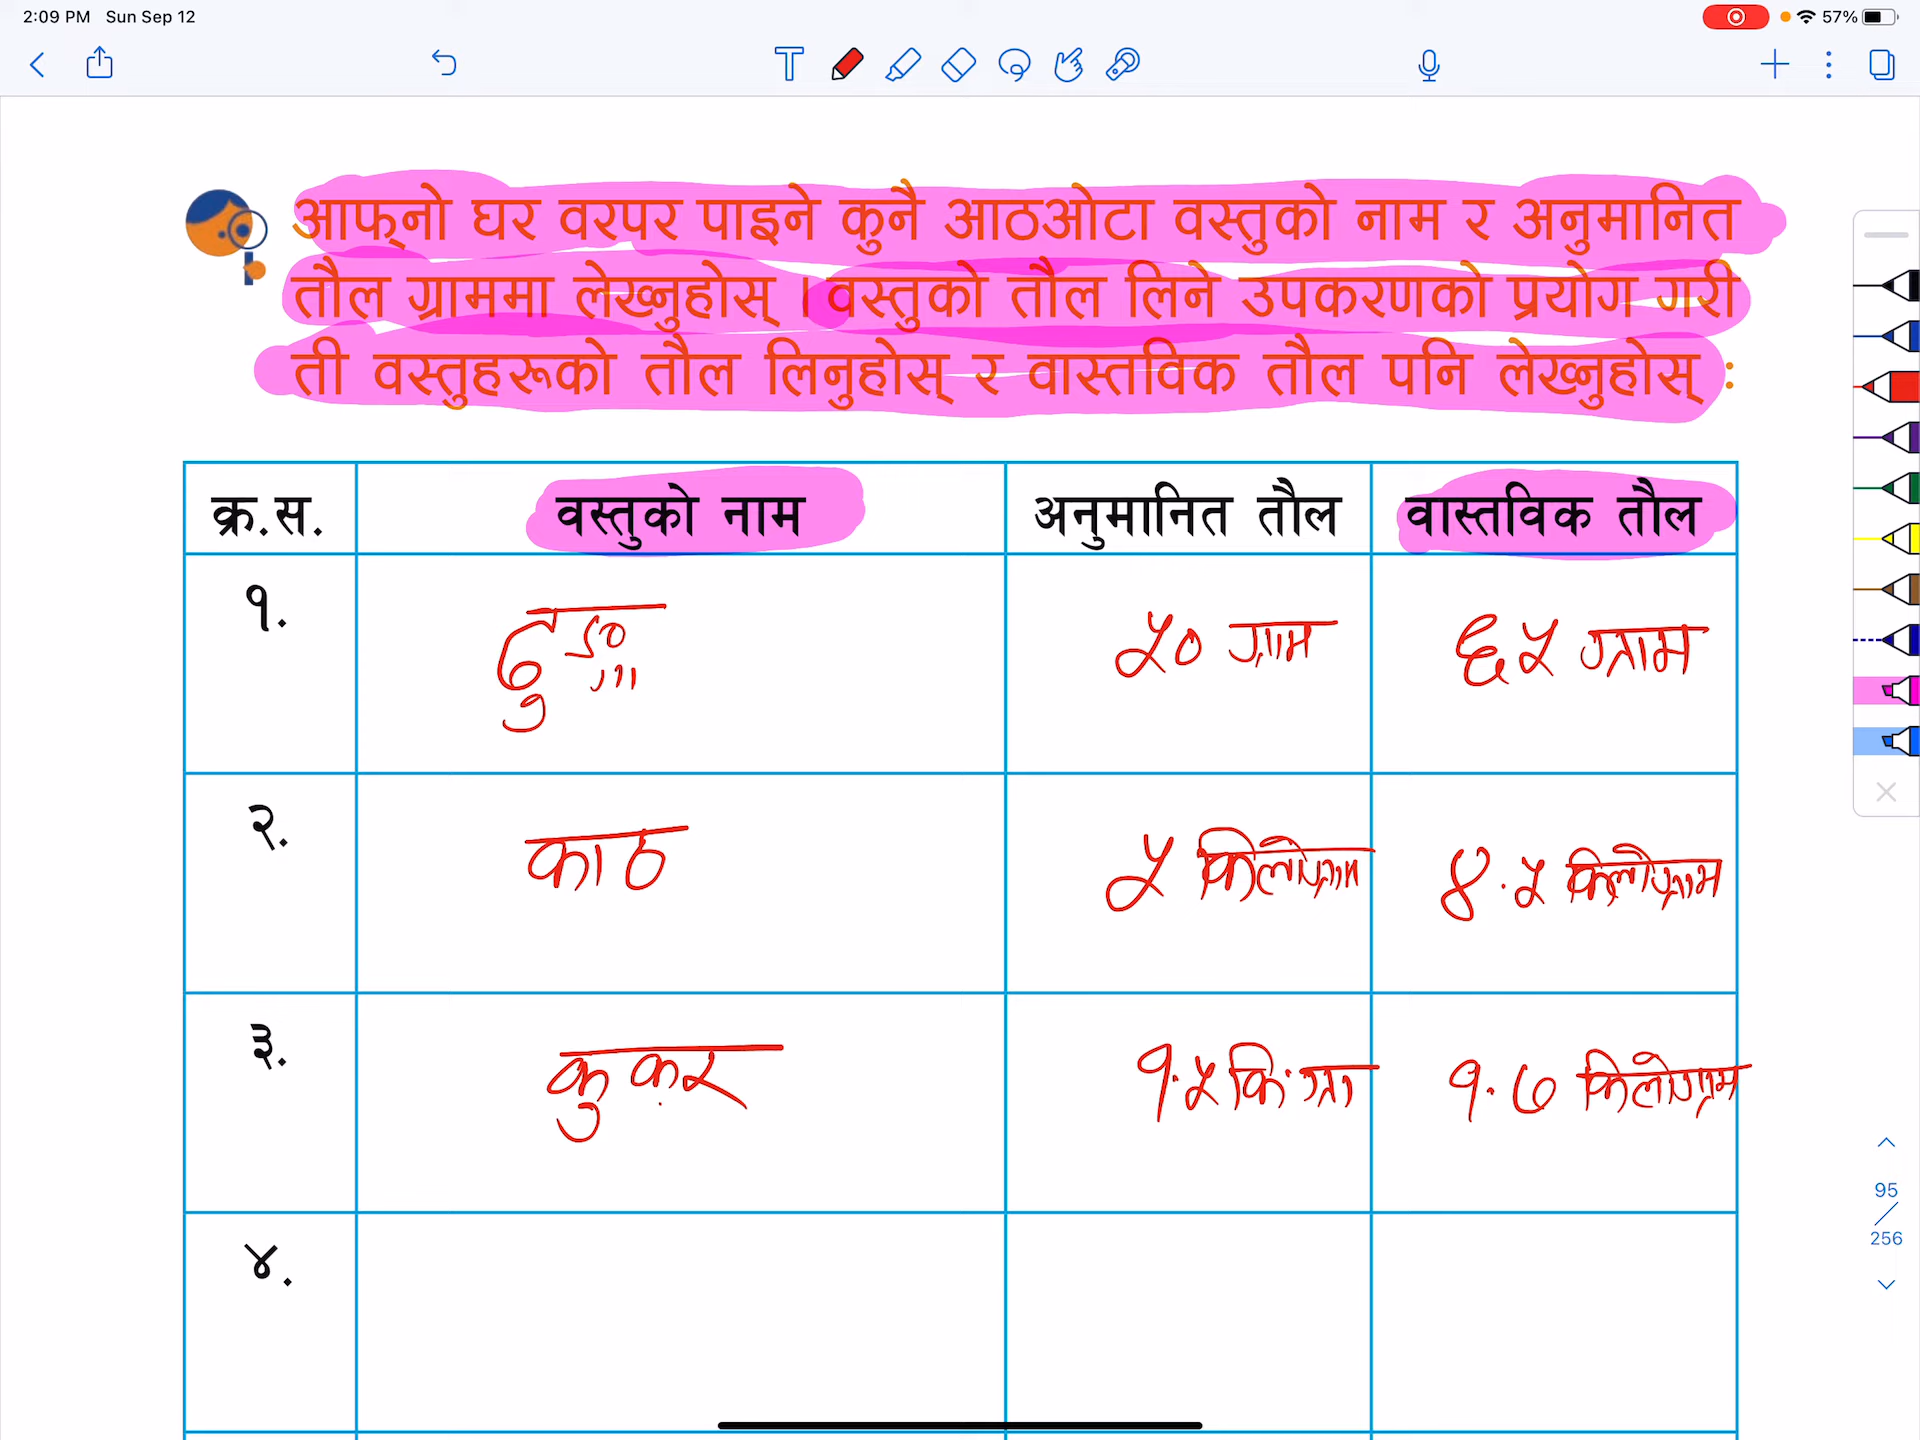 2:09 PM Sun Sep 12
57%
आफ्नो घर वरपर पाइने कुनै आठओटा वस्तुको नाम र अनुमानित
तौल ग्राममा लेख्नुहोस् । वस्तुको तौल लिने उपकरणको प्रयोग गरी
ती वस्तुहरूको तौल लिनुहोस् र वास्तविक तौल पनि लेख्नुहोस् :
क्र.स. वस्तुको नाम अनुमानित तौल वास्तविक तौल
१. ५० ग्राम ६५ ग्राम
२. काठ ५ किलोग्राम ४.५ किलोग्राम
३. कुकर १.५ कि. ग्रा १.७ किलोग्राम
४.
95
/
256